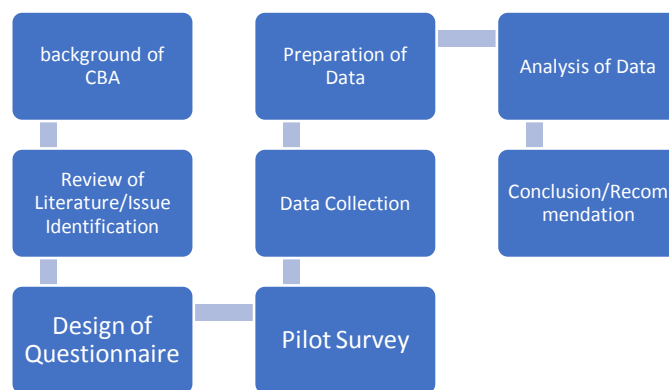 background of
CBA
Review of
Literature/Issue
Identification
Design of
Questionnaire
Pilot Survey
Data Collection
Preparation of
Data
Analysis of Data
Conclusion/Recom
mendation